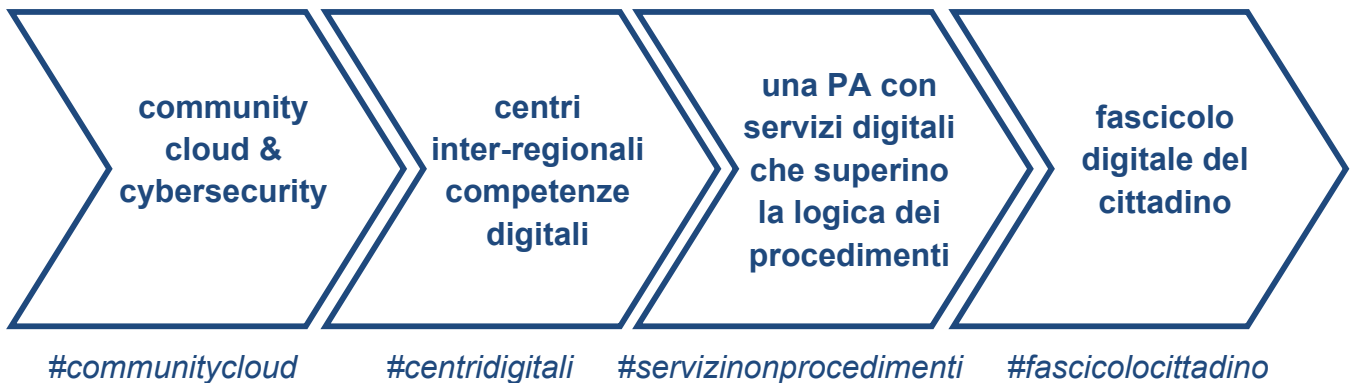 community
cloud &
cybersecurity
centri
inter-regionali
competenze
digitali
una PA con
servizi digitali
che superino
la logica dei
procedimenti
fascicolo
digitale del
cittadino
#communitycloud
#centridigitali
#servizinonprocedimenti
#fascicolocittadino